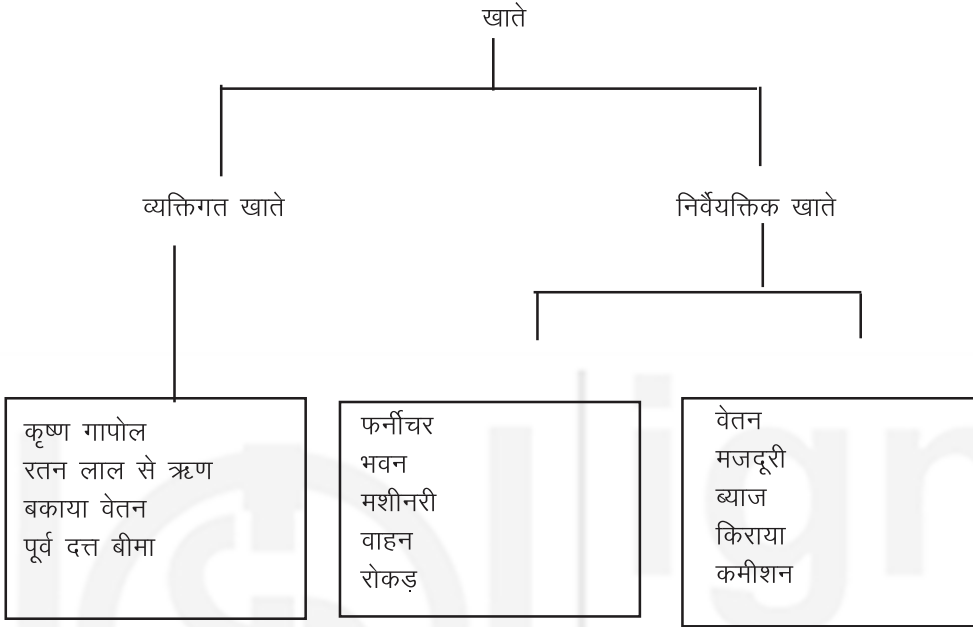 खाते
व्यक्तिगत खाते
निर्वैयक्तिक खाते
कृष्ण गापोल
रतन लाल से ऋण
बकाया वेतन
पूर्व दत्त बीमा
फर्नीचर
भवन
मशीनरी
वाहन
रोकड़
वेतन
मजदूरी
ब्याज
किराया
कमीशन